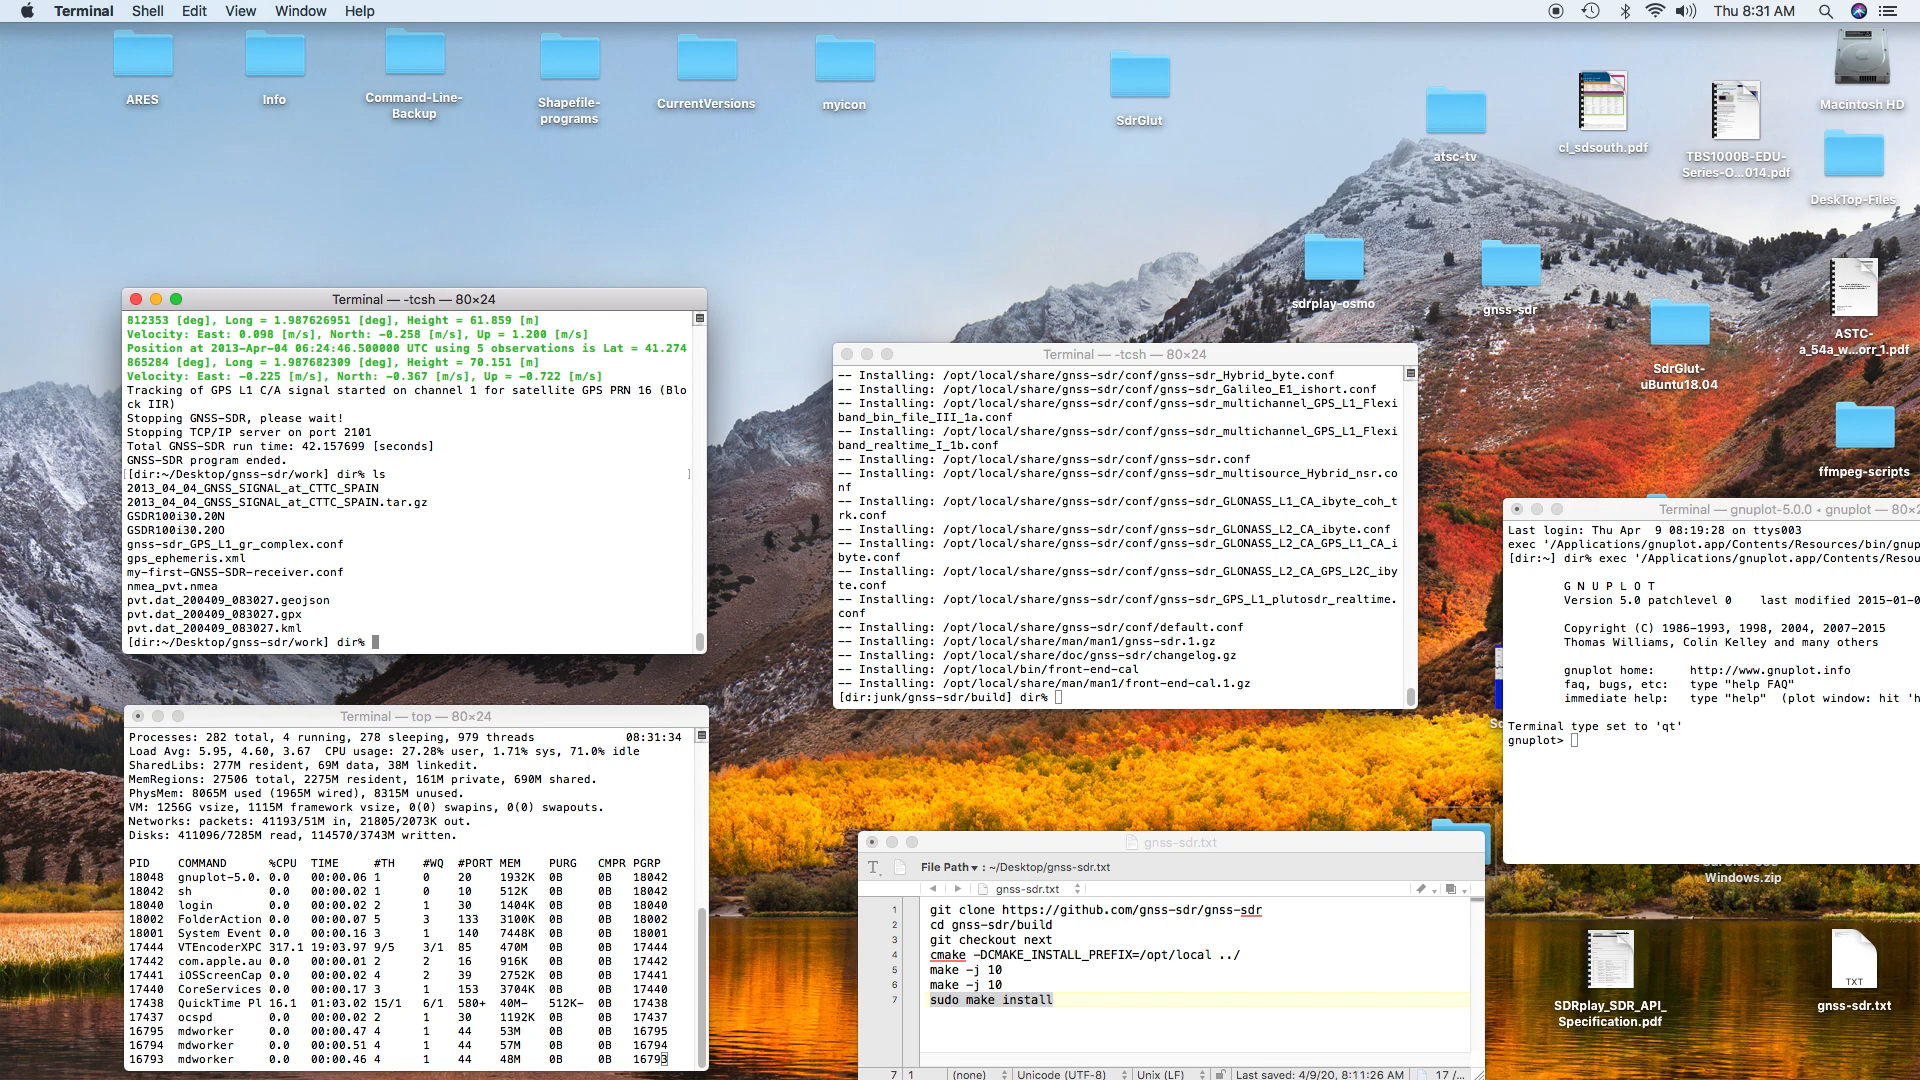 Terminal Shell Edit View Window Help
Thu 8:31 AM
ARES
Info
Command-Line-
Backup
Shapefile-
programs
CurrentVersions
myicon
SdrGlut
atsc-tv
cl_sdsouth.pdf
TBS1000B-EDU-
Series-O...014.pdf
Macintosh HD
DeskTop-Files
sdrplay-osmo
gnss-sdr
SdrGlut-
uBuntu18.04
ASTC-
a_54a_w...orr_1.pdf
ffmpeg-scripts
Terminal — -tcsh — 80×24
812353 [deg], Long = 1.987626951 [deg], Height = 61.859 [m]
Velocity: East: 0.098 [m/s], North: -0.258 [m/s], Up = 1.200 [m/s]
Position at 2013-Apr-04 06:24:46.500000 UTC using 5 observations is Lat = 41.274
865284 [deg], Long = 1.987682309 [deg], Height = 70.151 [m]
Velocity: East: -0.225 [m/s], North: -0.367 [m/s], Up = -0.722 [m/s]
Tracking of GPS L1 C/A signal started on channel 1 for satellite GPS PRN 16 (Blo
ck IIR)
Stopping GNSS-SDR, please wait!
Stopping TCP/IP server on port 2101
Total GNSS-SDR run time: 42.157699 [seconds]
GNSS-SDR program ended.
[dir:~/Desktop/gnss-sdr/work] dir% ls
2013_04_04_GNSS_SIGNAL_at_CTTC_SPAIN
2013_04_04_GNSS_SIGNAL_at_CTTC_SPAIN.tar.gz
GSDR100i30.20N
GSDR100i30.20O
gnss-sdr_GPS_L1_gr_complex.conf
gps_ephemeris.xml
my-first-GNSS-SDR-receiver.conf
nmea_pvt.nmea
pvt.dat_200409_083027.geojson
pvt.dat_200409_083027.gpx
pvt.dat_200409_083027.kml
[dir:~/Desktop/gnss-sdr/work] dir%
Terminal — -tcsh — 80×24
-- Installing: /opt/local/share/gnss-sdr/conf/gnss-sdr_Hybrid_byte.conf
-- Installing: /opt/local/share/gnss-sdr/conf/gnss-sdr_Galileo_E1_ishort.conf
-- Installing: /opt/local/share/gnss-sdr/conf/gnss-sdr_multichannel_GPS_L1_Flexi
band_bin_file_III_1a.conf
-- Installing: /opt/local/share/gnss-sdr/conf/gnss-sdr_multichannel_GPS_L1_Flexi
band_realtime_I_1b.conf
-- Installing: /opt/local/share/gnss-sdr/conf/gnss-sdr.conf
-- Installing: /opt/local/share/gnss-sdr/conf/gnss-sdr_multisource_Hybrid_nsr.co
nf
-- Installing: /opt/local/share/gnss-sdr/conf/gnss-sdr_GLONASS_L1_CA_ibyte_coh_t
rk.conf
-- Installing: /opt/local/share/gnss-sdr/conf/gnss-sdr_GLONASS_L2_CA_ibyte.conf
-- Installing: /opt/local/share/gnss-sdr/conf/gnss-sdr_GLONASS_L2_CA_GPS_L1_CA_i
byte.conf
-- Installing: /opt/local/share/gnss-sdr/conf/gnss-sdr_GLONASS_L2_CA_GPS_L2C_iby
te.conf
-- Installing: /opt/local/share/gnss-sdr/conf/gnss-sdr_GPS_L1_plutosdr_realtime.
conf
-- Installing: /opt/local/share/gnss-sdr/conf/default.conf
-- Installing: /opt/local/share/man/man1/gnss-sdr.1.gz
-- Installing: /opt/local/share/doc/gnss-sdr/changelog.gz
-- Installing: /opt/local/bin/front-end-cal
-- Installing: /opt/local/share/man/man1/front-end-cal.1.gz
[dir:junk/gnss-sdr/build] dir%
Terminal — gnuplot-5.0.0 • gnuplot — 80×2
Last login: Thu Apr  9 08:19:28 on ttys003
exec '/Applications/gnuplot.app/Contents/Resources/bin/gnup
[dir:~] dir% exec '/Applications/gnuplot.app/Contents/Resou
G N U P L O T
Version 5.0 patchlevel 0    last modified 2015-01-0
Copyright (C) 1986-1993, 1998, 2004, 2007-2015
Thomas Williams, Colin Kelley and many others
gnuplot home:     http://www.gnuplot.info
faq, bugs, etc:   type "help FAQ"
immediate help:   type "help"  (plot window: hit 'h
Terminal type set to 'qt'
gnuplot>
Terminal — top — 80×24
Processes: 282 total, 4 running, 278 sleeping, 979 threads 08:31:34
Load Avg: 5.95, 4.60, 3.67  CPU usage: 27.28% user, 1.71% sys, 71.0% idle
SharedLibs: 277M resident, 69M data, 38M linkedit.
MemRegions: 27506 total, 2275M resident, 161M private, 690M shared.
PhysMem: 8065M used (1965M wired), 8315M unused.
VM: 1256G vsize, 1115M framework vsize, 0(0) swapins, 0(0) swapouts.
Networks: packets: 41193/51M in, 21805/2073K out.
Disks: 411096/7285M read, 114570/3743M written.
PID COMMAND %CPU TIME #TH #WQ #PORT MEM PURG CMPR PGRP
18048 gnuplot-5.0. 0.0 00:00.06 1 0 20 1932K 0B 0B 18042
18042 sh 0.0 00:00.02 1 0 10 512K 0B 0B 18042
18040 login 0.0 00:00.02 2 1 30 1404K 0B 0B 18040
18002 FolderAction 0.0 00:00.07 5 3 133 3100K 0B 0B 18002
18001 System Event 0.0 00:00.16 3 1 140 7448K 0B 0B 18001
17444 VTEncoderXPC 317.1 19:03.97 9/5 3/1 85 470M 0B 0B 17444
17442 com.apple.au 0.0 00:00.01 2 2 16 916K 0B 0B 17442
17441 iOSScreenCap 0.0 00:00.02 4 2 39 2752K 0B 0B 17441
17440 CoreServices 0.0 00:00.17 3 1 153 3704K 0B 0B 17440
17438 QuickTime Pl 16.1 01:03.02 15/1 6/1 580+ 40M- 512K- 0B 17438
17437 ocspd 0.0 00:00.02 2 1 30 1192K 0B 0B 17437
16795 mdworker 0.0 00:00.47 4 1 44 53M 0B 0B 16795
16794 mdworker 0.0 00:00.51 4 1 44 57M 0B 0B 16794
16793 mdworker 0.0 00:00.46 4 1 44 48M 0B 0B 16793
gnss-sdr.txt
File Path ▾ : ~/Desktop/gnss-sdr.txt
gnss-sdr.txt
1 git clone https://github.com/gnss-sdr/gnss-sdr
2 cd gnss-sdr/build
3 git checkout next
4 cmake -DCMAKE_INSTALL_PREFIX=/opt/local ../
5 make -j 10
6 make -j 10
7 sudo make install
7 1 (none) Unicode (UTF-8) Unix (LF) Last saved: 4/9/20, 8:11:26 AM 17 /...
Windows.zip
SDRplay_SDR_API_
Specification.pdf
TXT
gnss-sdr.txt